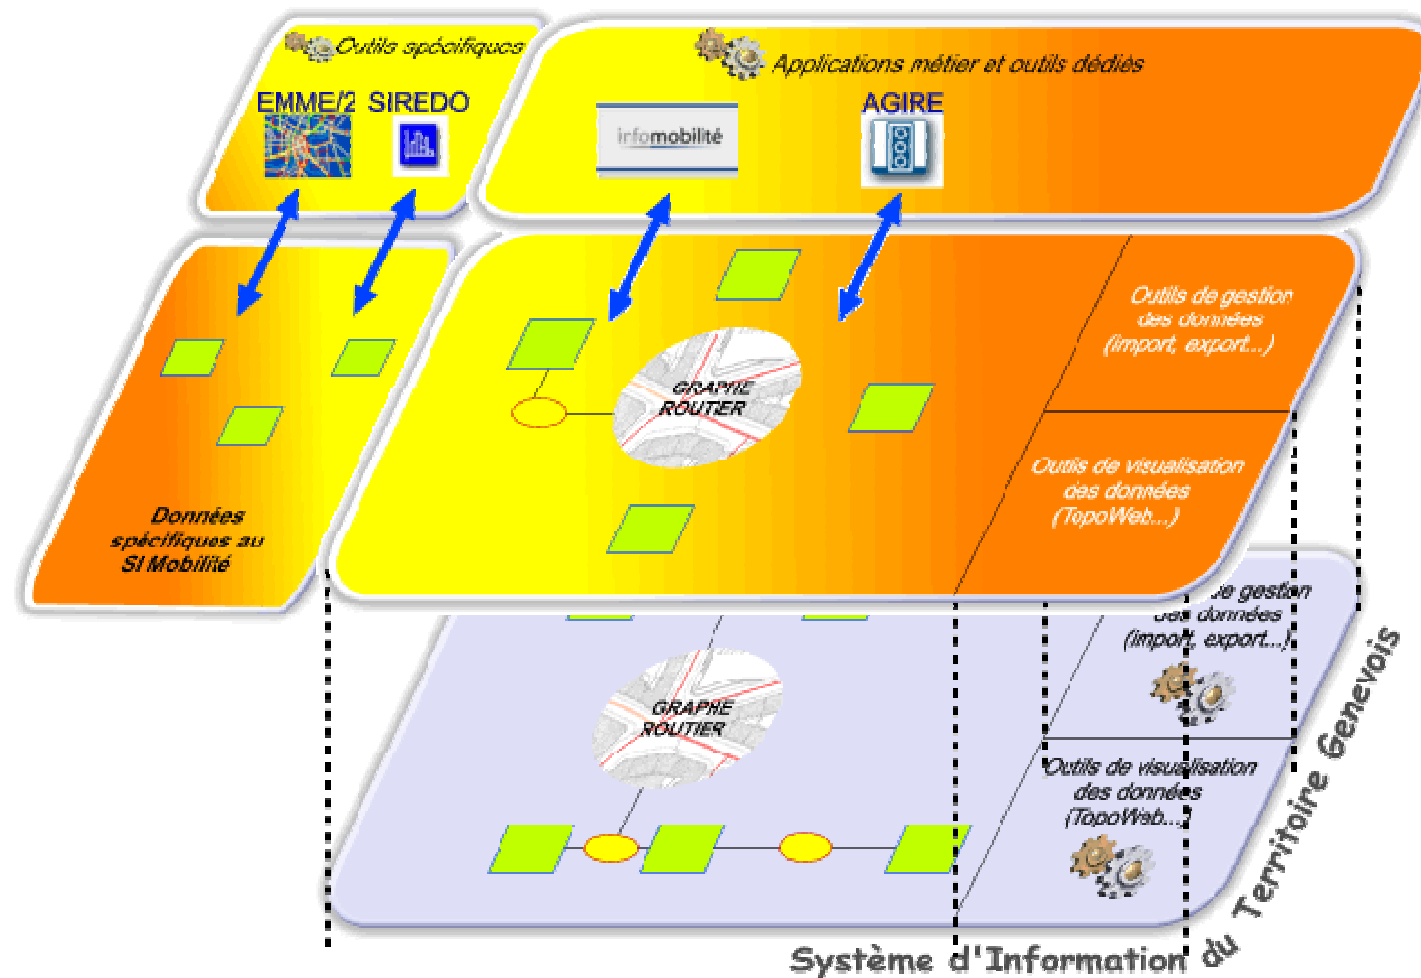 Outils spécifiques
Applications métier et outils dédiés
EMME/2 SIREDO
infomobilité
AGIRE
Outils de gestion
des données
(import, export...)
GRAPHE
ROUTIER
Outils de visualisation
des données
(TopoWeb...)
Données
spécifiques au
SI Mobilité
de gestion
des données
(import, export...)
GRAPHE
ROUTIER
Outils de visualisation
des données
(TopoWeb...)
Système d'Information du Territoire Genevois